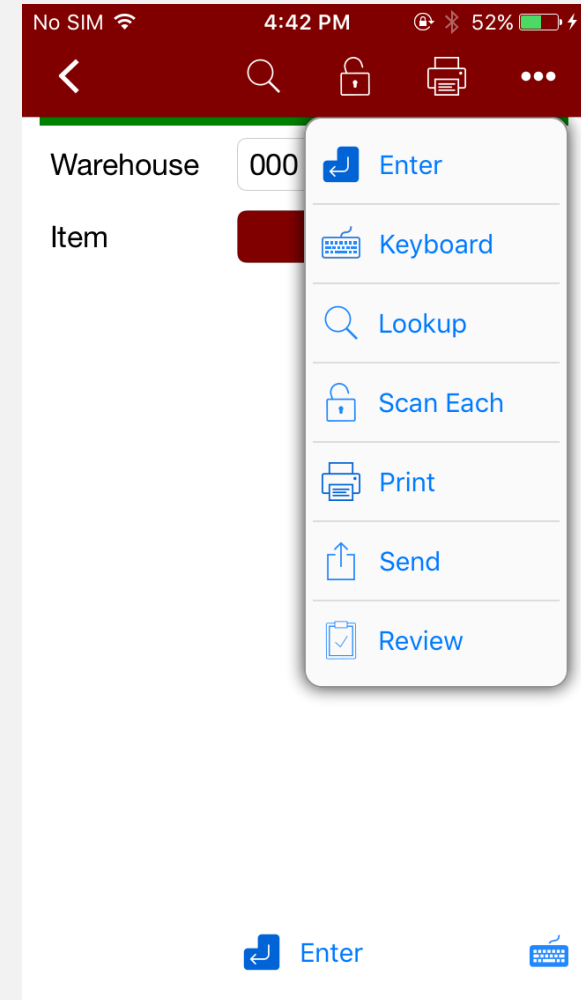 No SIM 4:42 PM 52%
Warehouse 000
Item
Enter
Keyboard
Lookup
Scan Each
Print
Send
Review
Enter